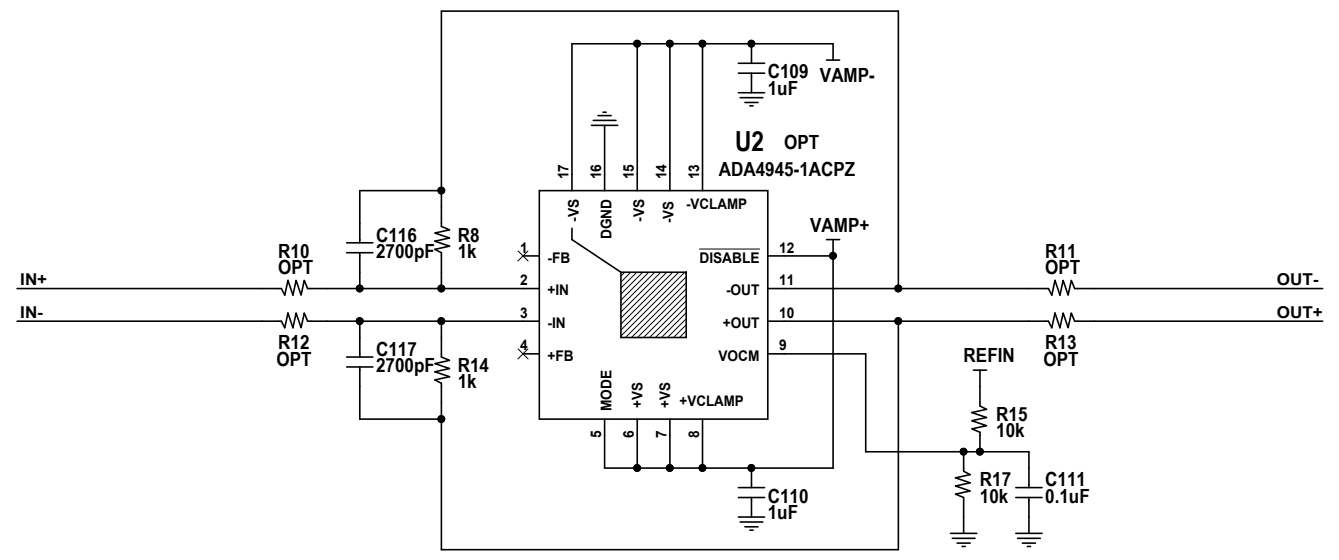 C109
1uF
VAMP-
U2 OPT
ADA4945-1ACPZ
17
16
15
14
13
-VS
DGND
-VS
-VS
-VCLAMP
VAMP+
C116
2700pF
R8
1k
R10
OPT
R11
OPT
1
-FB
DISABLE
12
IN+
2
+IN
-OUT
11
OUT-
IN-
3
-IN
+OUT
10
OUT+
R12
OPT
C117
2700pF
R14
1k
4
+FB
VOCM
9
R13
OPT
REFIN
MODE
+VS
+VS
+VCLAMP
5
6
7
8
R15
10k
C110
1uF
R17
10k
C111
0.1uF